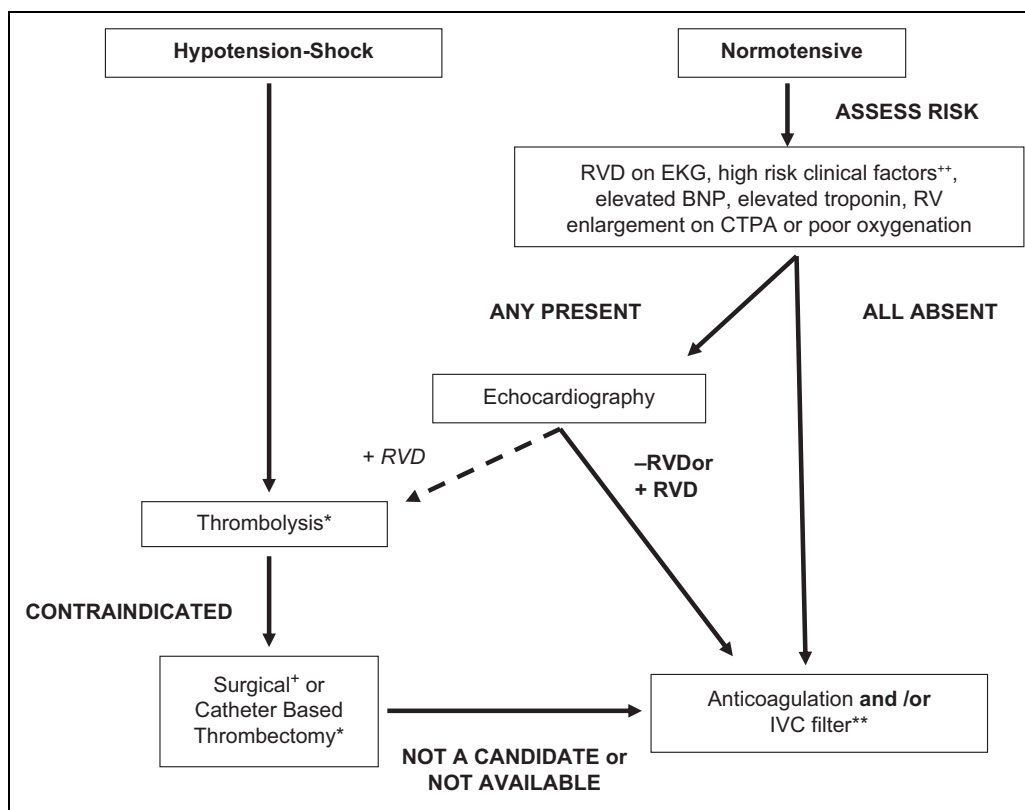 Hypotension-Shock
Normotensive
ASSESS RISK
RVD on EKG, high risk clinical factors⁺⁺,
elevated BNP, elevated troponin, RV
enlargement on CTPA or poor oxygenation
ANY PRESENT
ALL ABSENT
Echocardiography
+ RVD
–RVDor
+ RVD
Thrombolysis*
CONTRAINDICATED
Surgical⁺ or
Catheter Based
Thrombectomy*
Anticoagulation and /or
IVC filter**
NOT A CANDIDATE or
NOT AVAILABLE